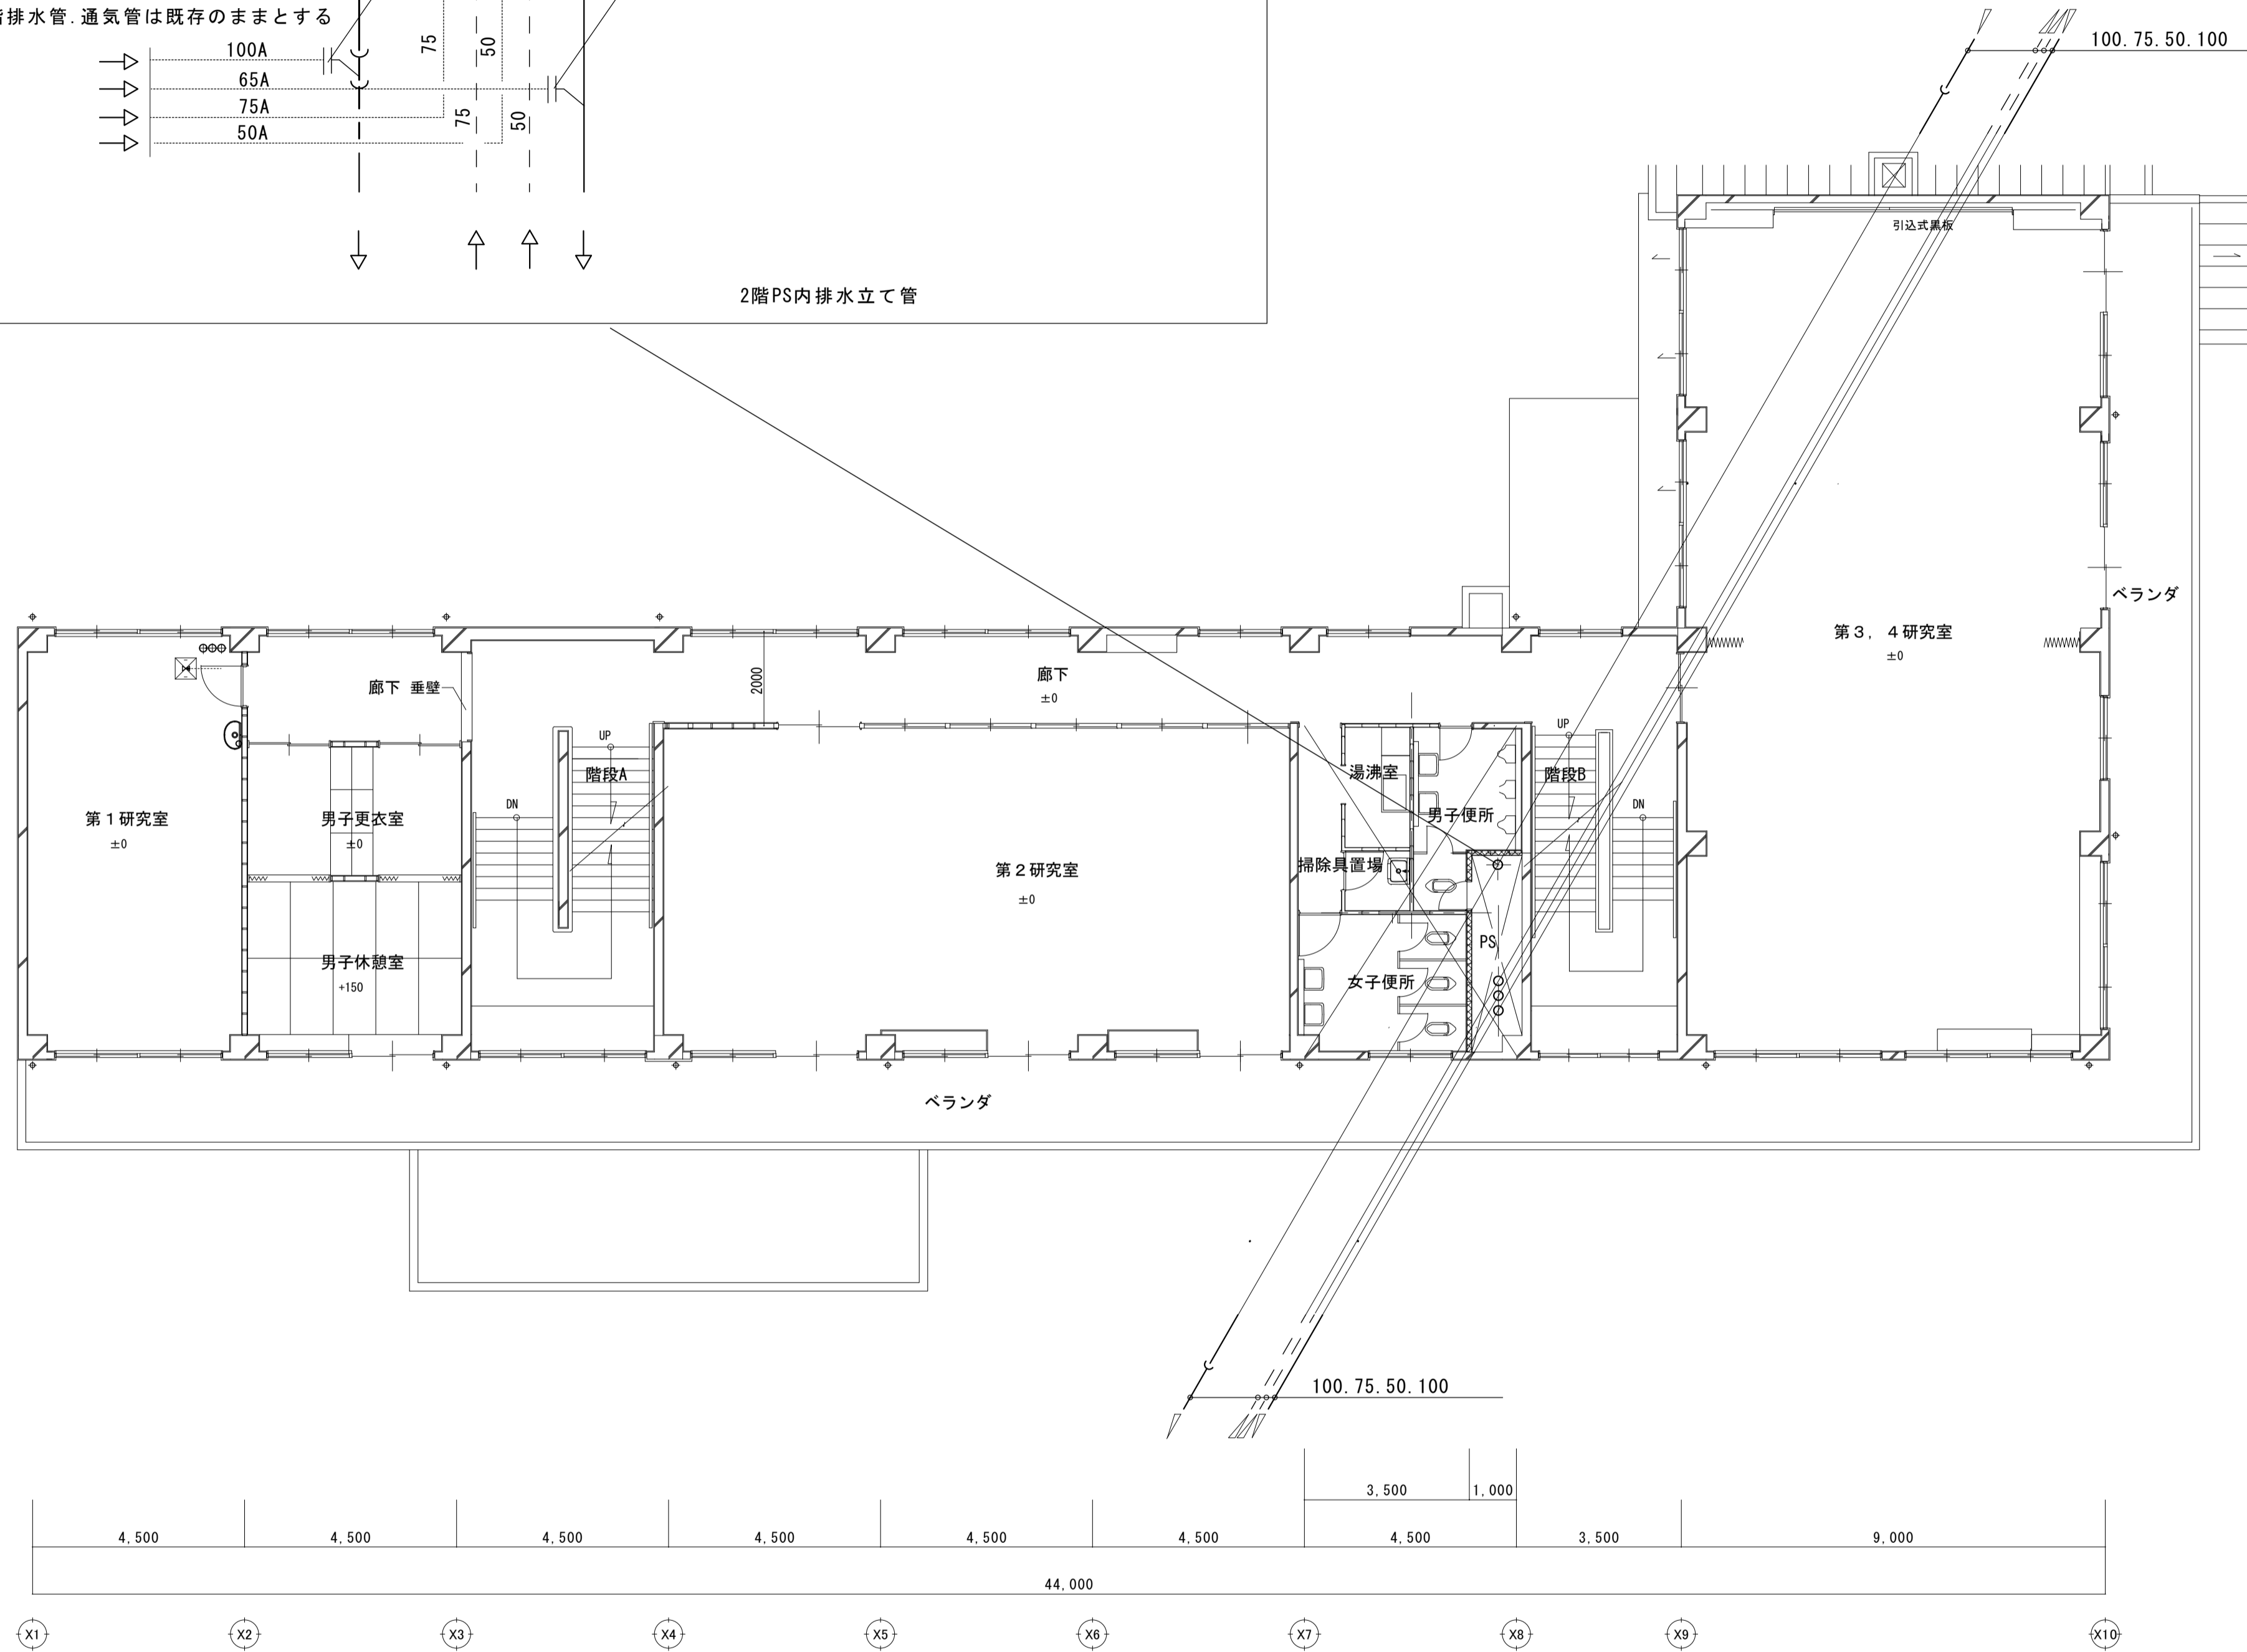 階排水管.通気管は既存のままとする
100A
65A
75A
50A
75
50
75
50
2階PS内排水立て管
100.75.50.100
引込式黒板
ベランダ
第3, 4研究室
±0
廊下 垂壁
2000
廊下
±0
UP
階段A
DN
第1研究室
±0
男子更衣室
±0
男子休憩室
+150
第2研究室
±0
湯沸室
男子便所
掃除具置場
女子便所
PS
UP
階段B
DN
ベランダ
100.75.50.100
3,500
1,000
4,500
4,500
4,500
4,500
4,500
4,500
4,500
3,500
9,000
44,000
X1
X2
X3
X4
X5
X6
X7
X8
X9
X10